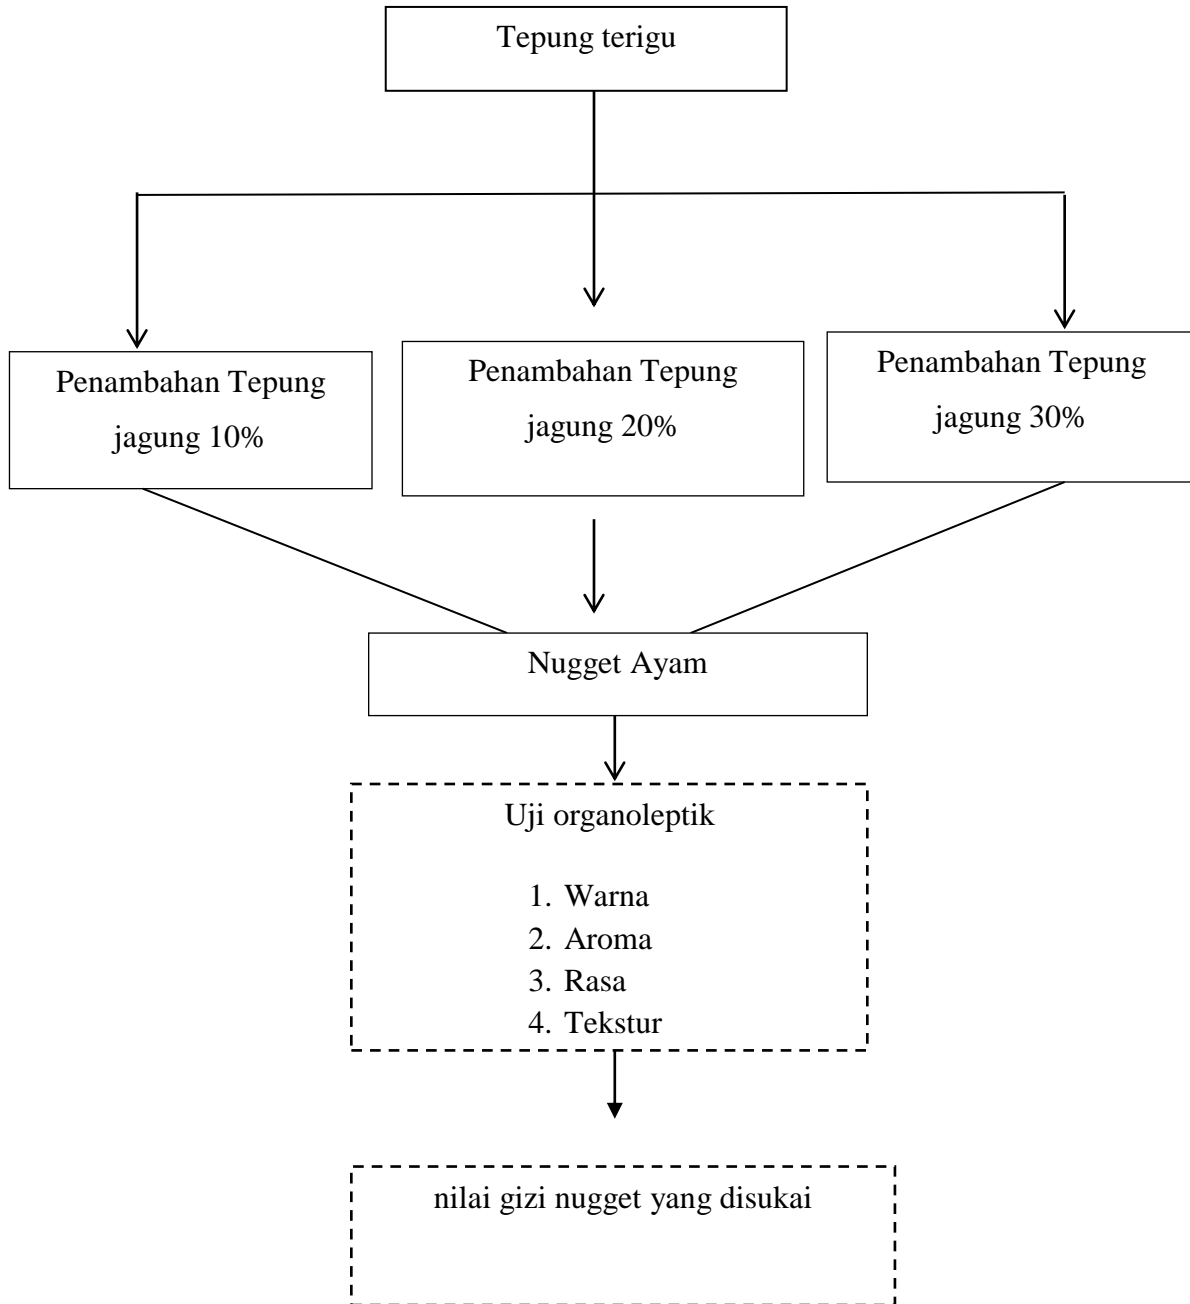 Tepung terigu
Penambahan Tepung
jagung 10%
Penambahan Tepung
jagung 20%
Penambahan Tepung
jagung 30%
Nugget Ayam
Uji organoleptik
1. Warna
2. Aroma
3. Rasa
4. Tekstur
nilai gizi nugget yang disukai